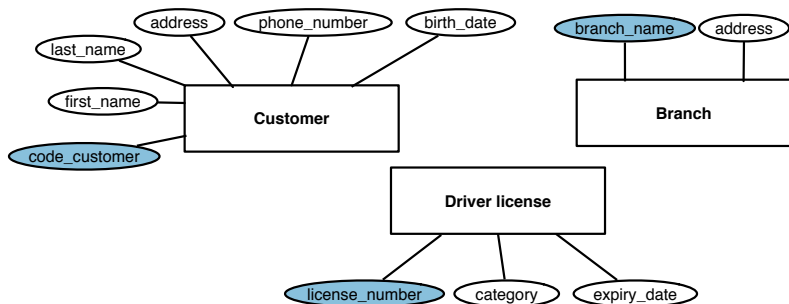 address
phone_number
birth_date
branch_name
address
last_name
first_name
Customer
Branch
code_customer
Driver license
license_number
category
expiry_date